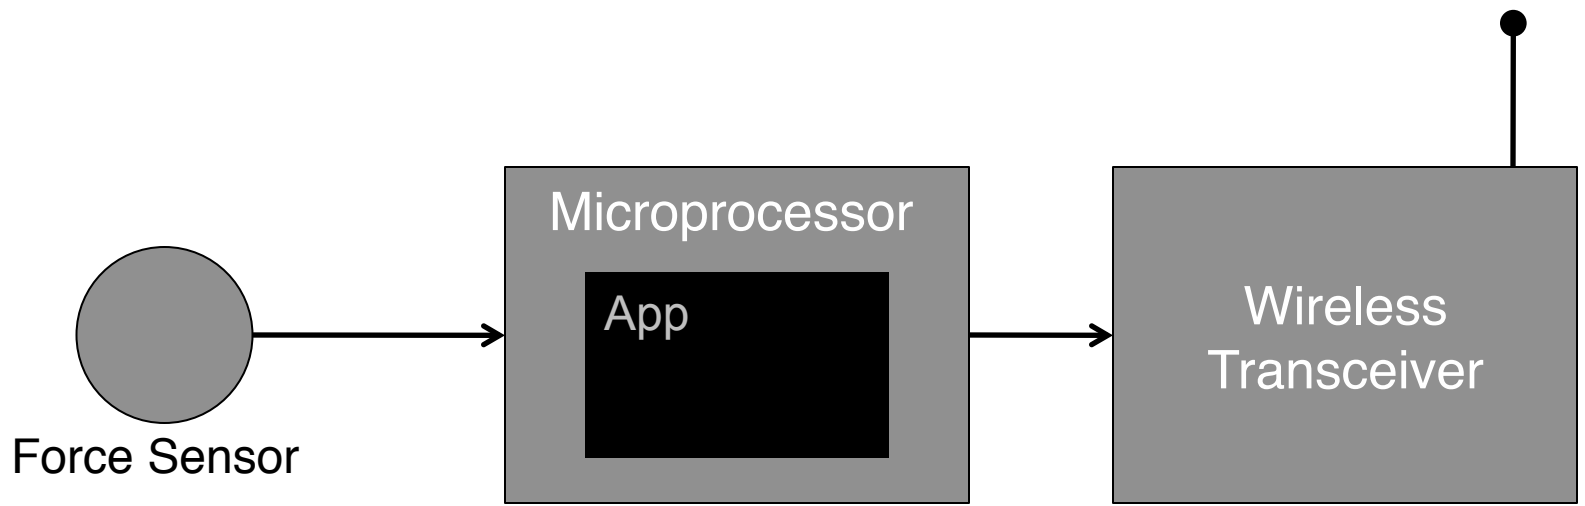 Microprocessor
App
Wireless
Transceiver
Force Sensor